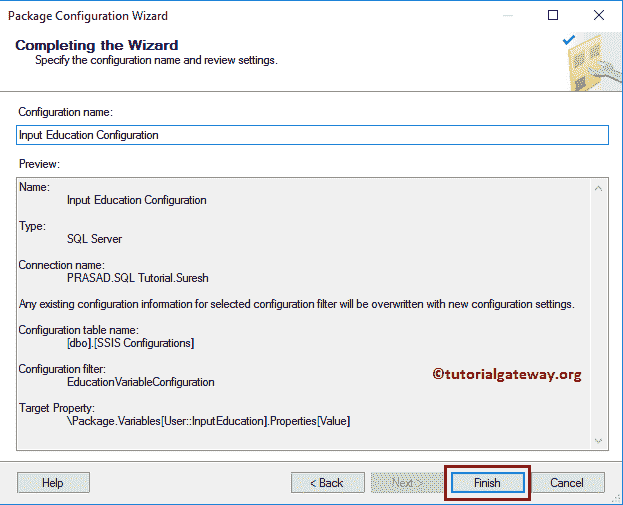 Package Configuration Wizard
Completing the Wizard
Specify the configuration name and review settings.
Configuration name:
Input Education Configuration
Preview:
Name:
Input Education Configuration
Type:
SQL Server
Connection name:
PRASAD.SQL Tutorial.Suresh
Any existing configuration information for selected configuration filter will be overwritten with new configuration settings.
Configuration table name:
[dbo].[SSIS Configurations]
Configuration filter:
EducationVariableConfiguration
©tutorialgateway.org
Target Property:
\Package.Variables[User::InputEducation].Properties[Value]
Help
< Back
Next >
Finish
Cancel